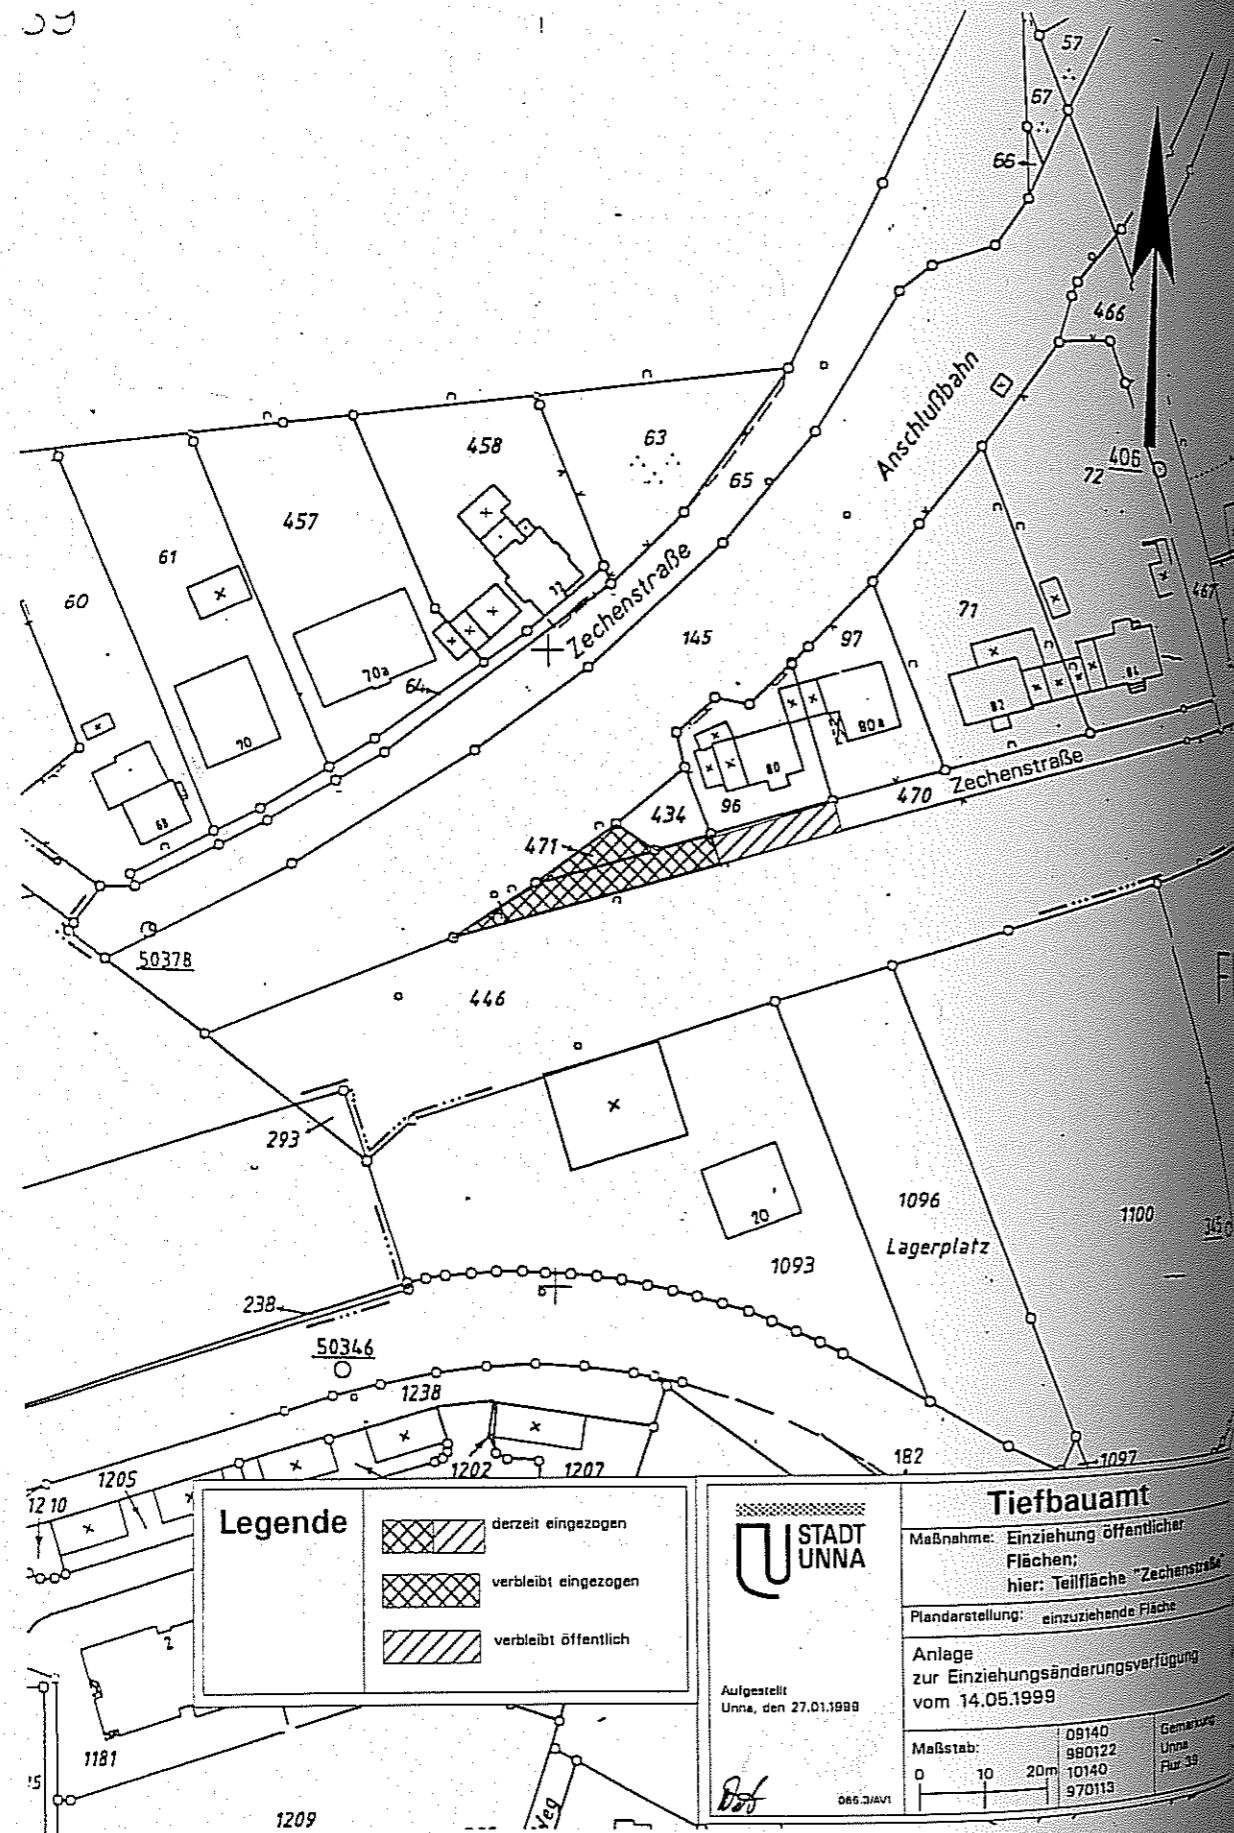 57
67
66
466
Anschlußbahn
458
63
65
406
72
457
61
60
71
467
72
Zechenstraße
145
97
70a
64
70
68
82
86
80a
80
Zechenstraße
470
434
96
471
50378
446
293
20
1096
Lagerplatz
1100
1093
238
50346
1238
182
1097
1205
1202
1207
1210
Legende
derzeit eingezogen
verbleibt eingezogen
verbleibt öffentlich
STADT
UNNA
Aufgestellt
Unna, den 27.01.1999
Tiefbauamt
Maßnahme: Einziehung öffentlicher
Flächen;
hier: Teilfläche "Zechenstraße"
Plandarstellung: einzuziehende Fläche
Anlage
zur Einziehungsänderungsverfügung
vom 14.05.1999
Maßstab:
0 10 20m
09140
980122
10140
970113
Gemarkung
Unna
Flur 39
2
1181
1209
Weg